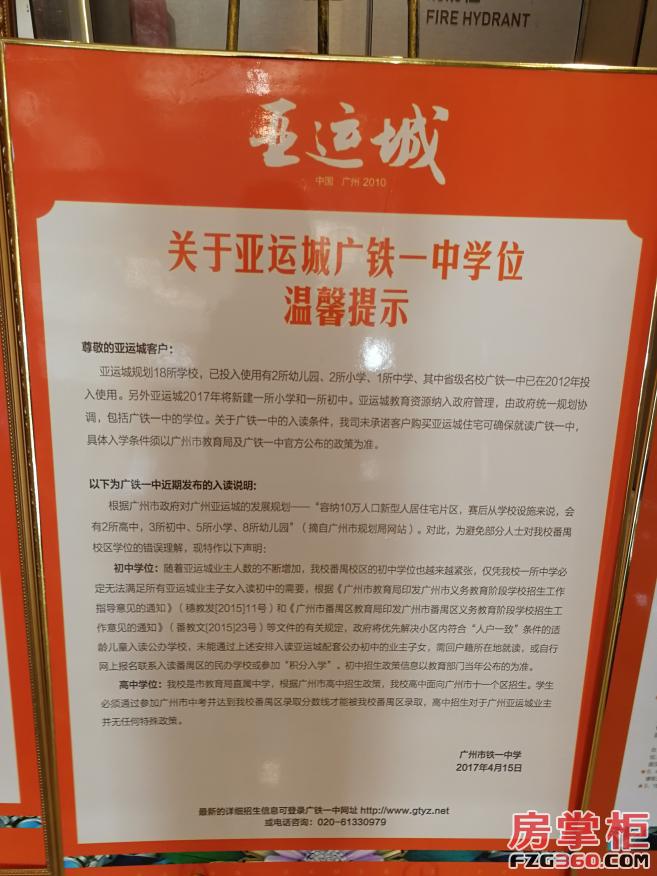 FIRE HYDRANT
亚运城
中国 广州 2010
关于亚运城广铁一中学位
温馨提示
尊敬的亚运城客户：
亚运城规划18所学校，已投入使用有2所幼儿园、2所小学、1所中学、其中省级名校广铁一中已在2012年投
入使用。另外亚运城2017年将新建一所小学和一所初中。亚运城教育资源纳入政府管理，由政府统一规划协
调，包括广铁一中的学位。关于广铁一中的入读条件，我司未承诺客户购买亚运城住宅可确保就读广铁一中，
具体入学条件须以广州市教育局及广铁一中官方公布的政策为准。
以下为广铁一中近期发布的入读说明：
根据广州市政府对广州亚运城的发展规划——“容纳10万人口新型人居住宅片区，赛后从学校设施来说，会
有2所高中，3所初中、5所小学、8所幼儿园”（摘自广州市规划局网站）。对此，为避免部分人士对我校番禺
校区学位的错误理解，现特作以下声明：
初中学位：随着亚运城业主人数的不断增加，我校番禺校区的初中学位也越来越紧张，仅凭我校一所中学必
定无法满足所有亚运城业主子女入读初中的需要，根据《广州市教育局印发广州市义务教育阶段学校招生工作
指导意见的通知》（穗教发[2015]11号）和《广州市番禺区教育局印发广州市番禺区义务教育阶段学校招生工
作意见的通知》（番教文[2015]23号）等文件的有关规定，政府将优先解决小区内符合“人户一致”条件的适
龄儿童入读公办学校，未能通过上述安排入读亚运城配套公办初中的业主子女，需回户籍所在地就读，或自行
网上报名联系入读番禺区的民办学校或参加“积分入学”。初中招生政策信息以教育部门当年公布的为准。
高中学位：我校是市教育局直属中学，根据广州市高中招生政策，我校高中面向广州市十一个区招生。学生
必须通过参加广州市中考并达到我校番禺区录取分数线才能被我校番禺区录取，高中招生对于广州亚运城业主
并无任何特殊政策。
广州市铁一中学
2017年4月15日
最新的详细招生信息可登录广铁一中网址 http://www.gtyz.net
或电话咨询：020-61330979
房掌柜
FZG360.com